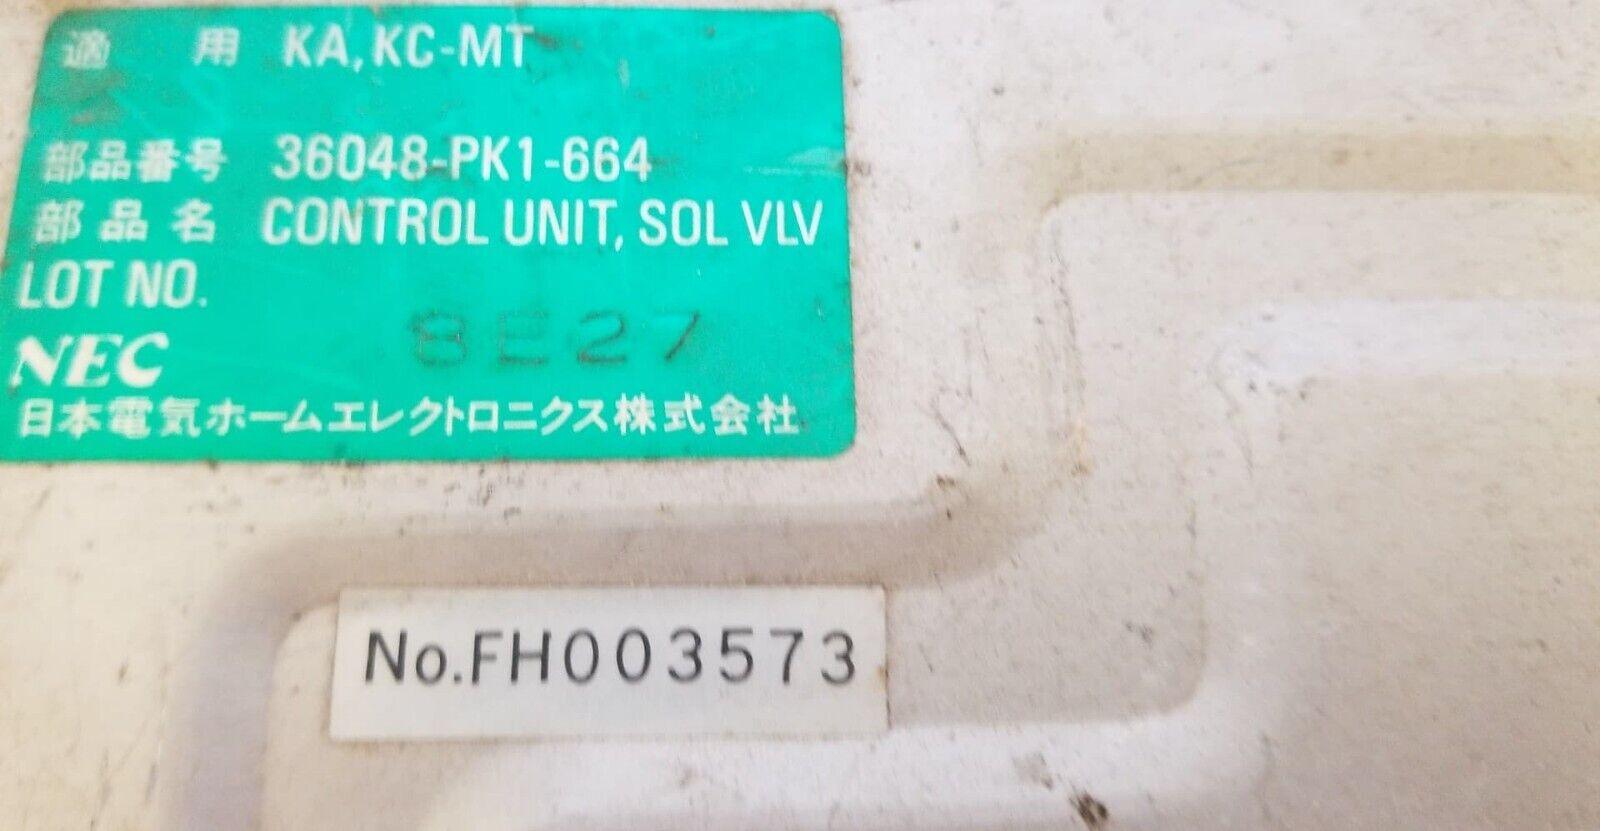 適 用 KA, KC-MT
部品番号 36048-PK1-664
部品名 CONTROL UNIT, SOL VLV
LOT NO.
8E27
NEC
日本電気ホームエレクトロニクス株式会社
No.FH003573